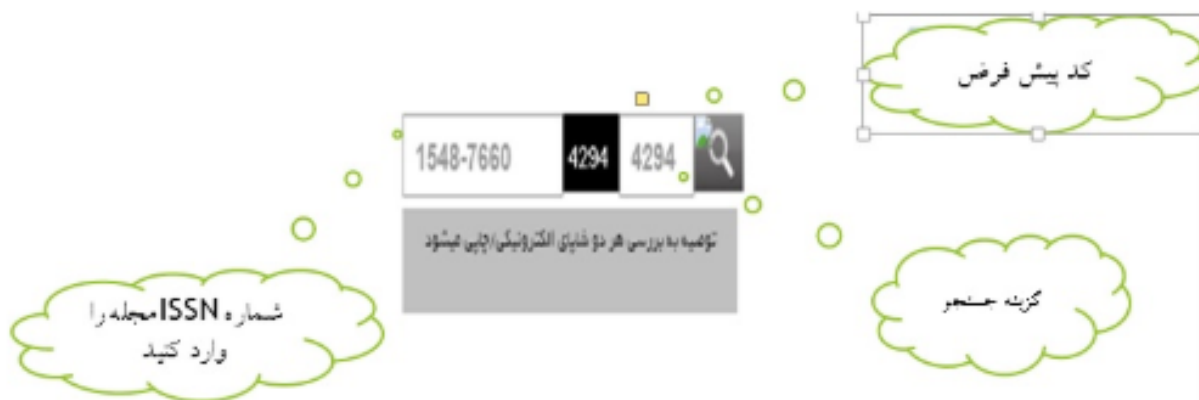 کد پیش فرض
1548-7660 4294 4294
توصیه به بررسی هر دو شاپای الکترونیکی/چاپی میشود
گزینه جستجو
شماره ISSN مجله را
وارد کنید